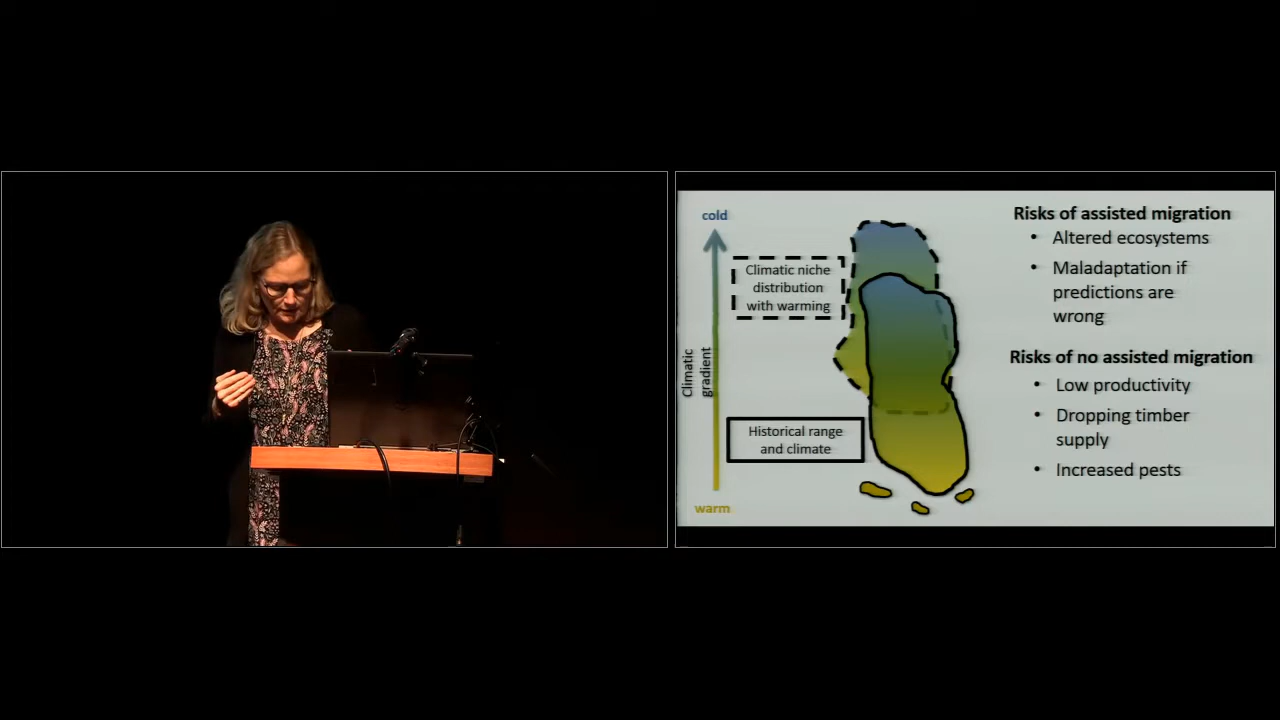 cold
Climatic niche
distribution
with warming
Climatic
gradient
Historical range
and climate
warm
Risks of assisted migration
• Altered ecosystems
• Maladaptation if
predictions are
wrong
Risks of no assisted migration
• Low productivity
• Dropping timber
supply
• Increased pests